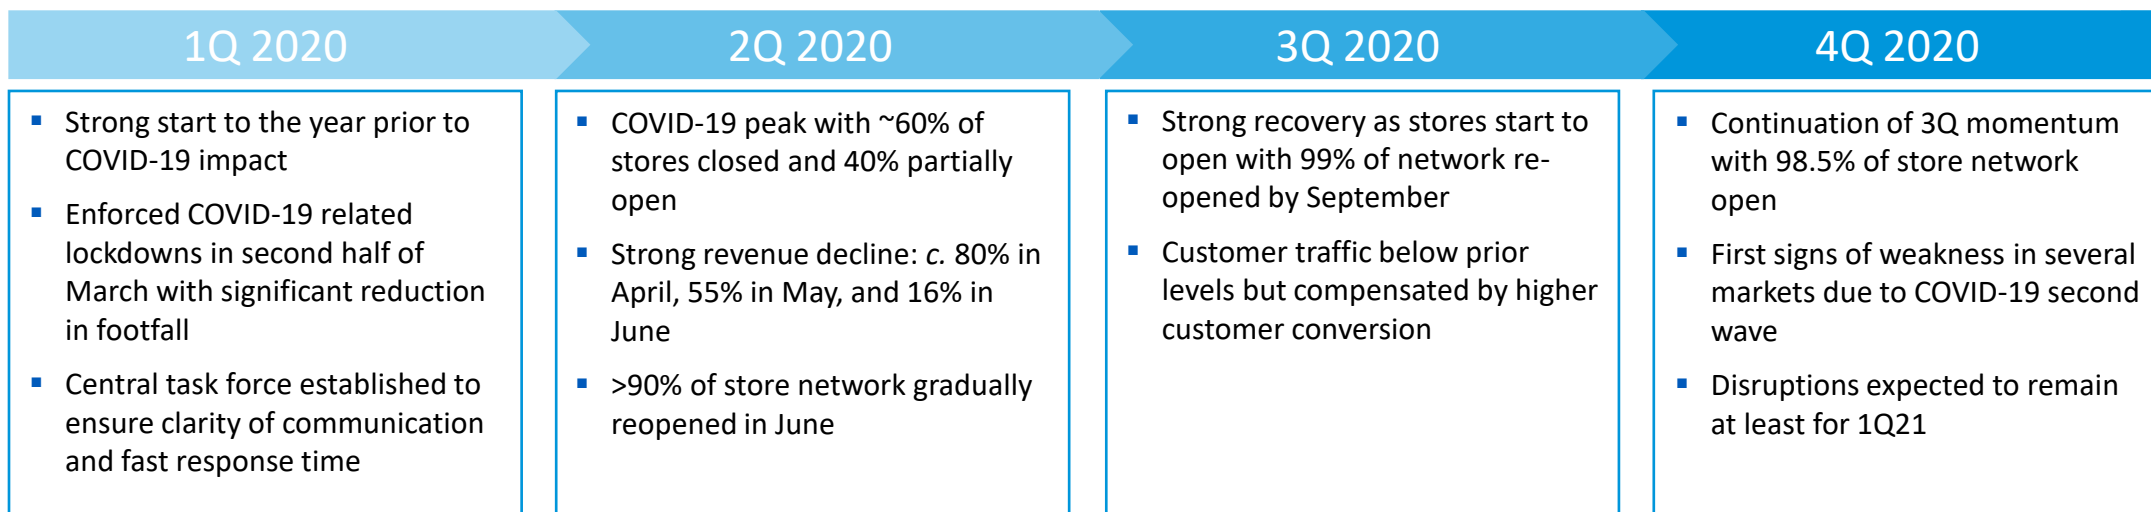 1Q 2020
▪ Strong start to the year prior to
COVID-19 impact
▪ Enforced COVID-19 related
lockdowns in second half of
March with significant reduction
in footfall
▪ Central task force established to
ensure clarity of communication
and fast response time
2Q 2020
▪ COVID-19 peak with ~60% of
stores closed and 40% partially
open
▪ Strong revenue decline: c. 80% in
April, 55% in May, and 16% in
June
▪ >90% of store network gradually
reopened in June
3Q 2020
▪ Strong recovery as stores start to
open with 99% of network re-
opened by September
▪ Customer traffic below prior
levels but compensated by higher
customer conversion
4Q 2020
▪ Continuation of 3Q momentum
with 98.5% of store network
open
▪ First signs of weakness in several
markets due to COVID-19 second
wave
▪ Disruptions expected to remain
at least for 1Q21